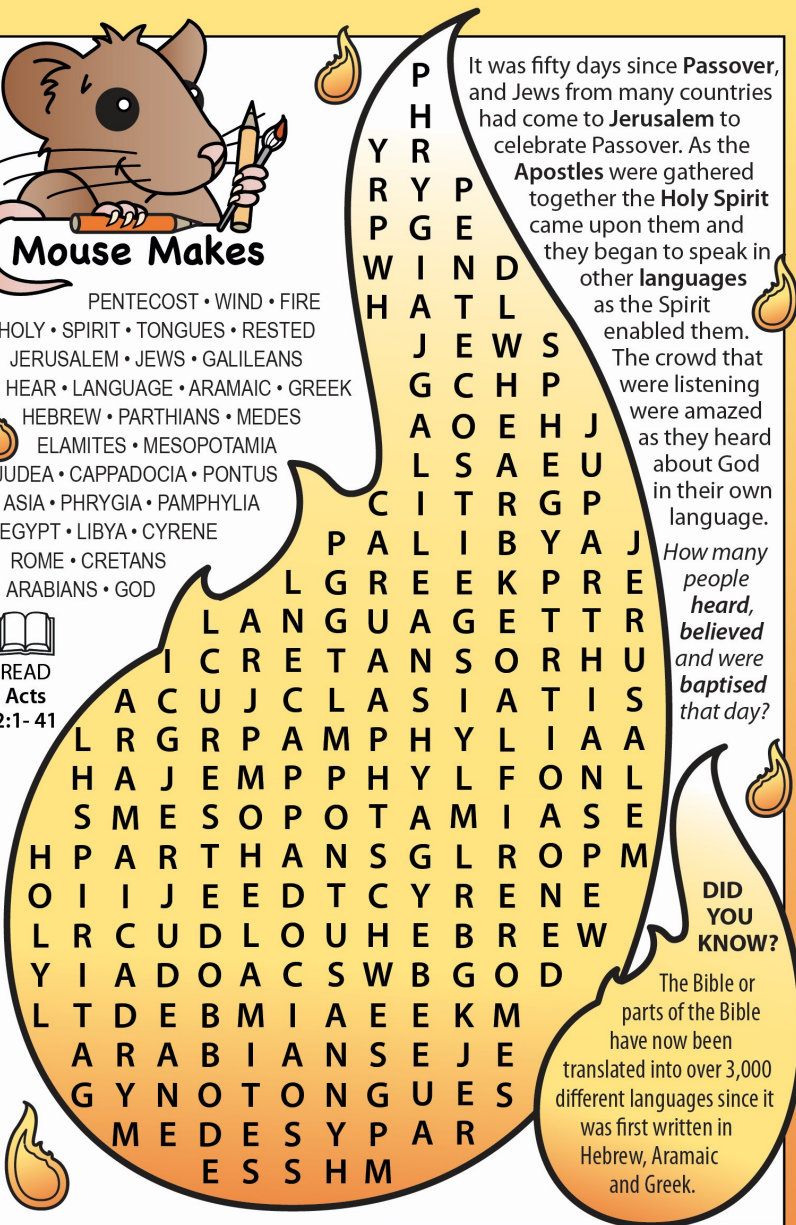 Mouse Makes
PENTECOST • WIND • FIRE
HOLY • SPIRIT • TONGUES • RESTED
JERUSALEM • JEWS • GALILEANS
HEAR • LANGUAGE • ARAMAIC • GREEK
HEBREW • PARTHIANS • MEDES
ELAMITES • MESOPOTAMIA
JUDEA • CAPPADOCIA • PONTUS
ASIA • PHRYGIA • PAMPHYLIA
EGYPT • LIBYA • CYRENE
ROME • CRETANS
ARABIANS • GOD
READ
Acts
2:1- 41
P
H
Y R
R Y P
P G E
W I N D
H A T L
J E W S
G C H P
A O E H J
L S A E U
C I T R G P
P A L I B Y A J
L G R E E K P R E
L A N G U A G E T T R
I C R E T A N S O R H U
A C U J C L A S I A T I S
L R G R P A M P H Y L I A A
H A J E M P P H Y L F O N L
S M E S O P O T A M I A S E
H P A R T H A N S G L R O P M
O I I J E E D T C Y R E N E
L R C U D L O U H E B R E W
Y I A D O A C S W B G O D
L T D E B M I A E E K M
A R A B I A N S E J E
G Y N O T O N G U E S
M E D E S Y P A R
E S S H M
It was fifty days since Passover,
and Jews from many countries
had come to Jerusalem to
celebrate Passover. As the
Apostles were gathered
together the Holy Spirit
came upon them and
they began to speak in
other languages
as the Spirit
enabled them.
The crowd that
were listening
were amazed
as they heard
about God
in their own
language.
How many
people
heard,
believed
and were
baptised
that day?
DID
YOU
KNOW?
The Bible or
parts of the Bible
have now been
translated into over 3,000
different languages since it
was first written in
Hebrew, Aramaic
and Greek.